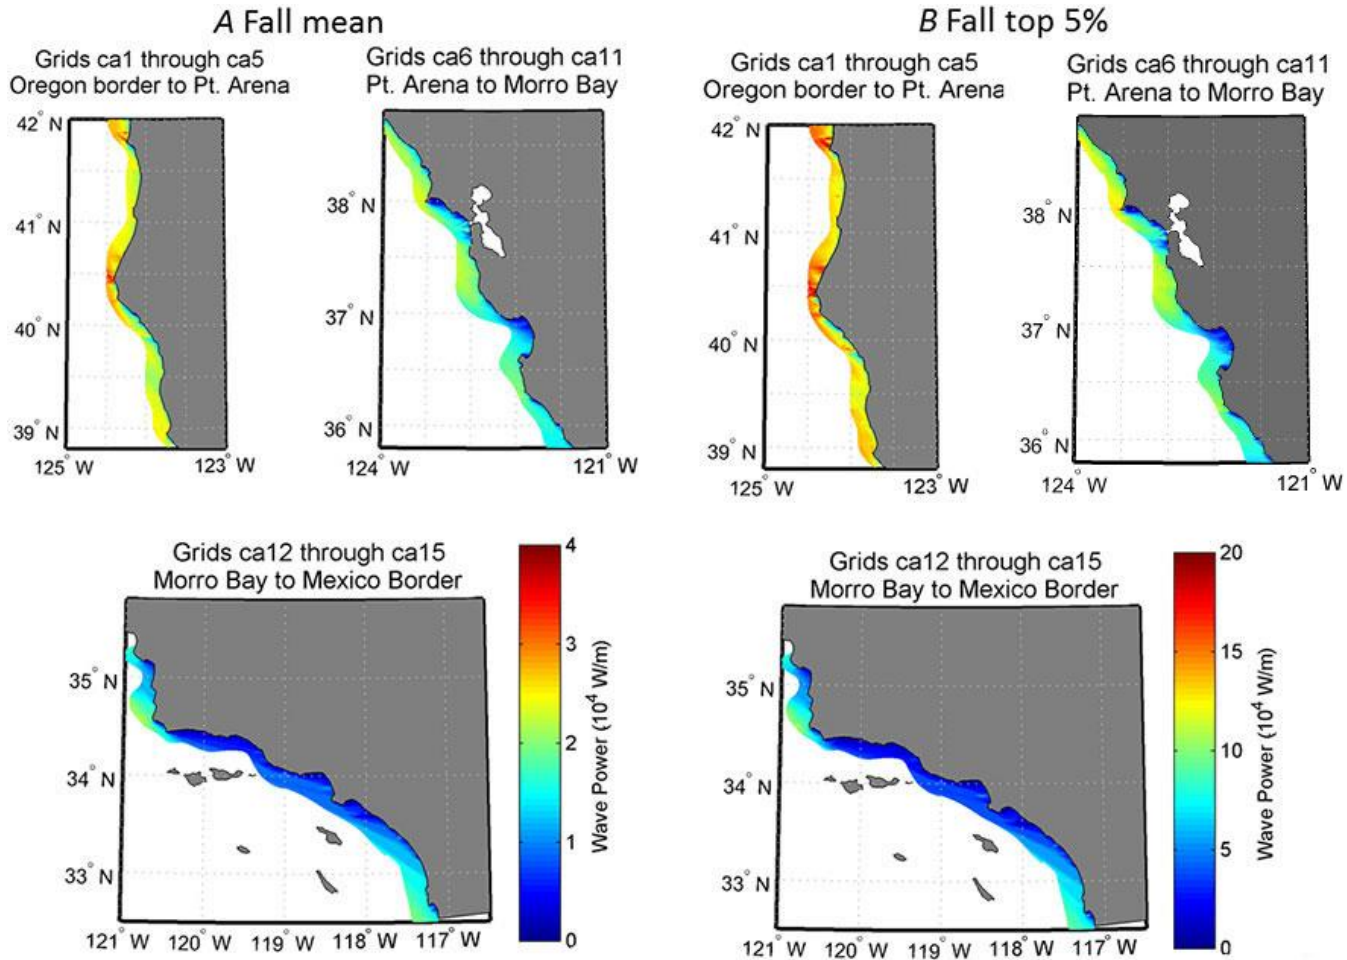 A Fall mean
B Fall top 5%
Grids ca1 through ca5
Oregon border to Pt. Arena
42° N
41° N
40° N
39° N
125° W
123° W
Grids ca6 through ca11
Pt. Arena to Morro Bay
38° N
37° N
36° N
124° W
121° W
Grids ca1 through ca5
Oregon border to Pt. Arena
42° N
41° N
40° N
39° N
125° W
123° W
Grids ca6 through ca11
Pt. Arena to Morro Bay
38° N
37° N
36° N
124° W
121° W
Grids ca12 through ca15
Morro Bay to Mexico Border
35° N
34° N
33° N
121° W 120° W 119° W 118° W 117° W
4
3
2
1
0
Wave Power (10⁴ W/m)
Grids ca12 through ca15
Morro Bay to Mexico Border
35° N
34° N
33° N
121° W 120° W 119° W 118° W 117° W
20
15
10
5
0
Wave Power (10⁴ W/m)